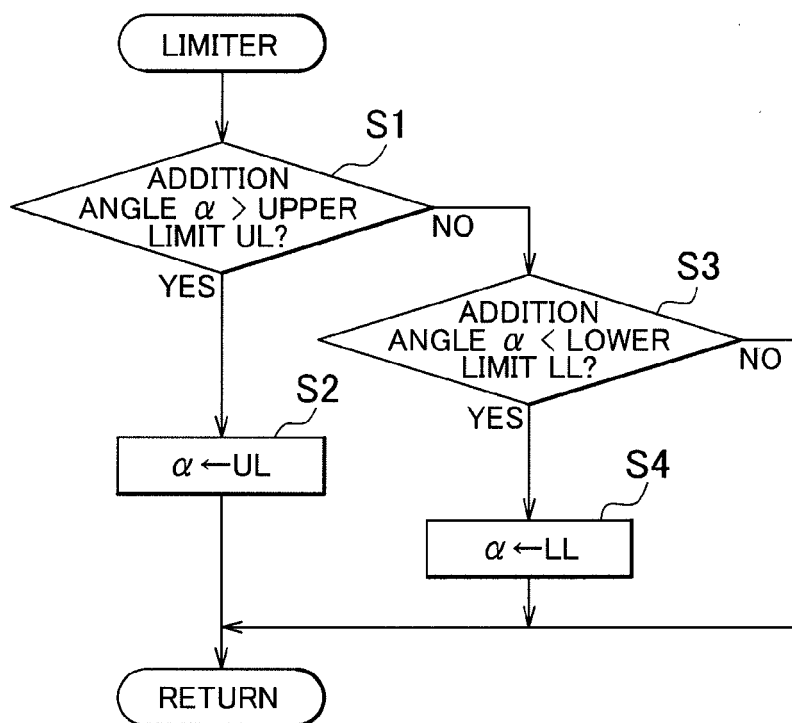 LIMITER
S1
ADDITION
ANGLE α > UPPER
LIMIT UL?
NO
YES
S3
ADDITION
ANGLE α < LOWER
LIMIT LL?
NO
YES
S2
α ← UL
S4
α ← LL
RETURN